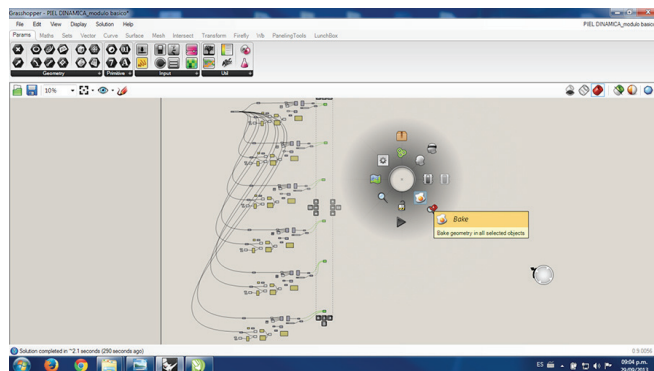 Grasshopper - PIEL DINAMICA_modulo basico*
File Edit View Display Solution Help
PIEL DINAMICA_modulo basico
Params Maths Sets Vector Curve Surface Mesh Intersect Transform Firefly Vib PanelingTools LunchBox
Geometry Primitive Input Util
10%
Bake
Bake geometry in all selected objects
Solution completed in ~2.1 seconds (290 seconds ago)
0.9.0056
ES
09:04 p.m.
29/09/2013